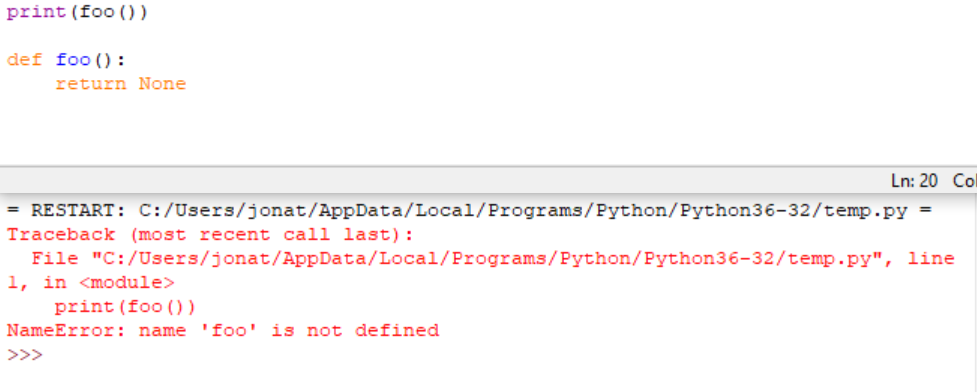 print(foo())
def foo():
    return None
Ln: 20 Col
= RESTART: C:/Users/jonat/AppData/Local/Programs/Python/Python36-32/temp.py =
Traceback (most recent call last):
  File "C:/Users/jonat/AppData/Local/Programs/Python/Python36-32/temp.py", line
1, in <module>
    print(foo())
NameError: name 'foo' is not defined
>>>